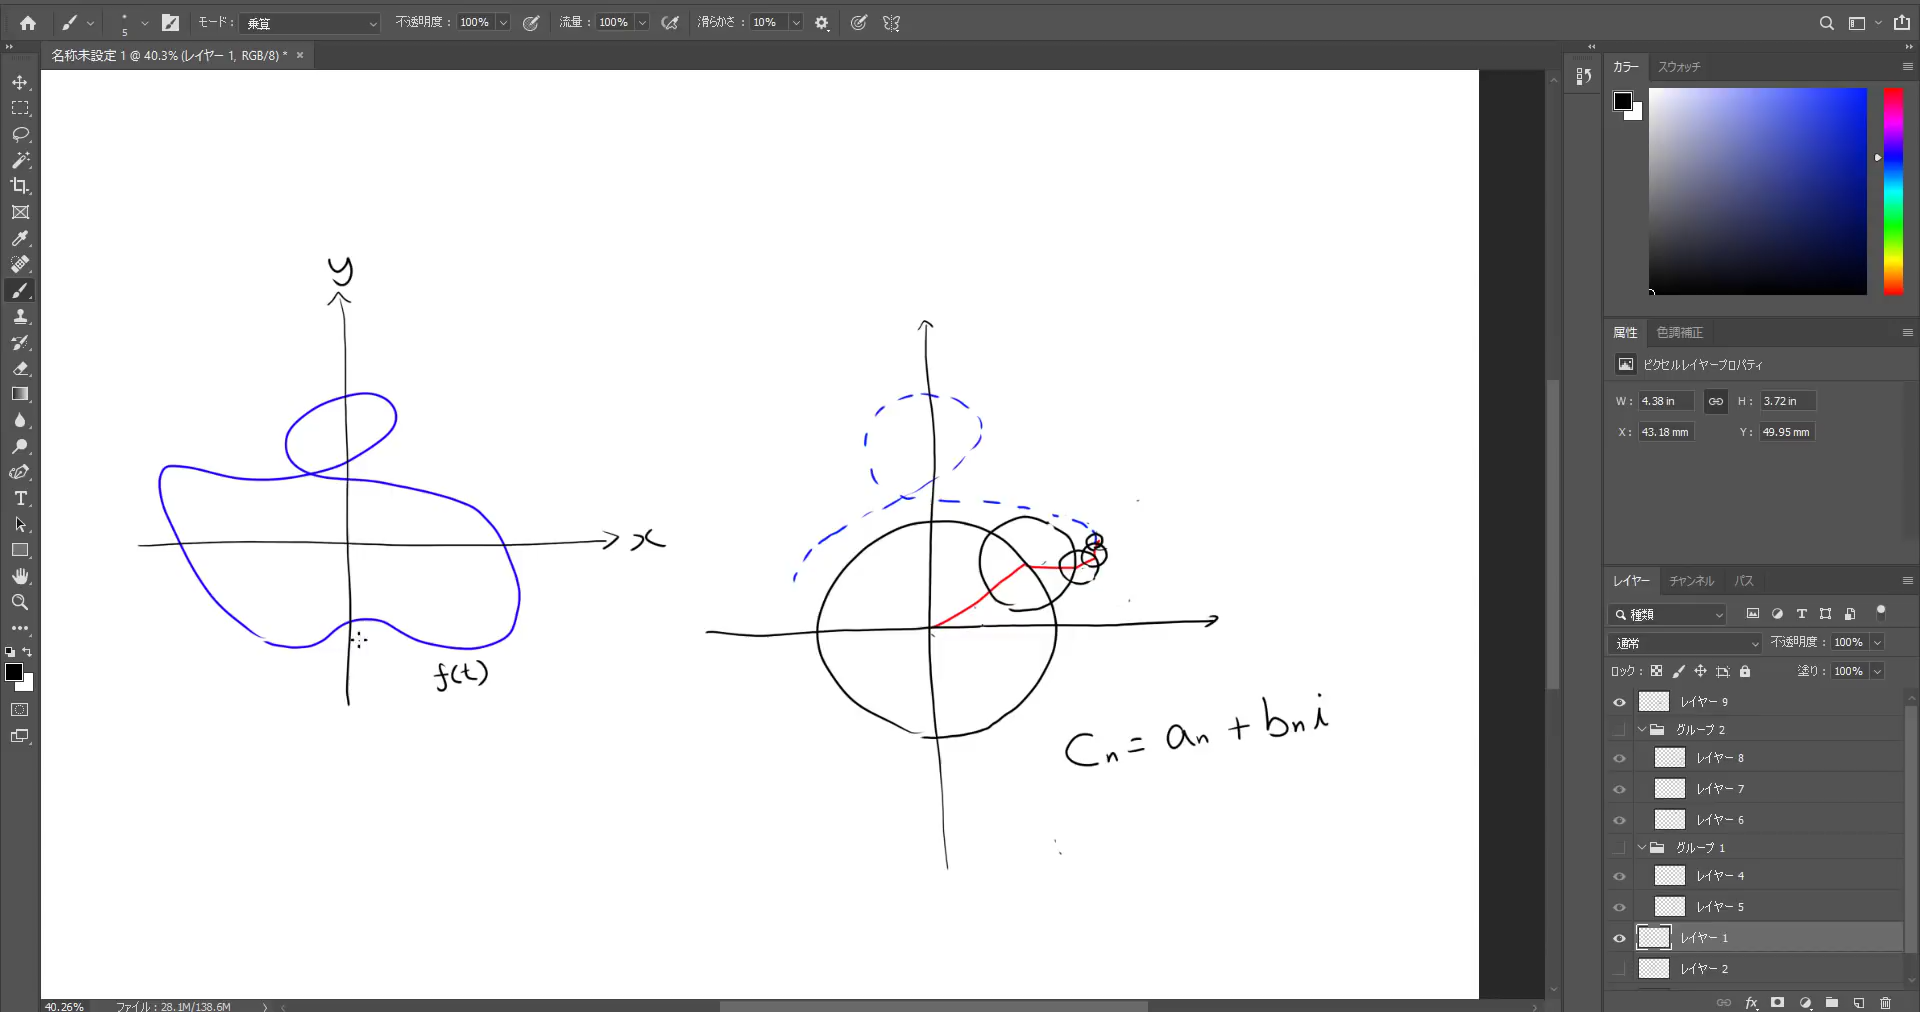 5
モード:
乗算
不透明度:
100%
流量:
100%
滑らかさ:
10%
名称未設定 1 @ 40.3% (レイヤー 1, RGB/8) *
カラー
スウォッチ
属性
色調補正
ピクセルレイヤープロパティ
W: 4.38 in
H: 3.72 in
X: 43.18 mm
Y: 49.95 mm
レイヤー
チャンネル
パス
種類
通常
不透明度:
100%
ロック:
塗り:
100%
レイヤー 9
グループ 2
レイヤー 8
レイヤー 7
レイヤー 6
グループ 1
レイヤー 4
レイヤー 5
レイヤー 1
レイヤー 2
y
x
f(t)
Cn = an + bn i
40.26%
ファイル : 28.1M/138.6M